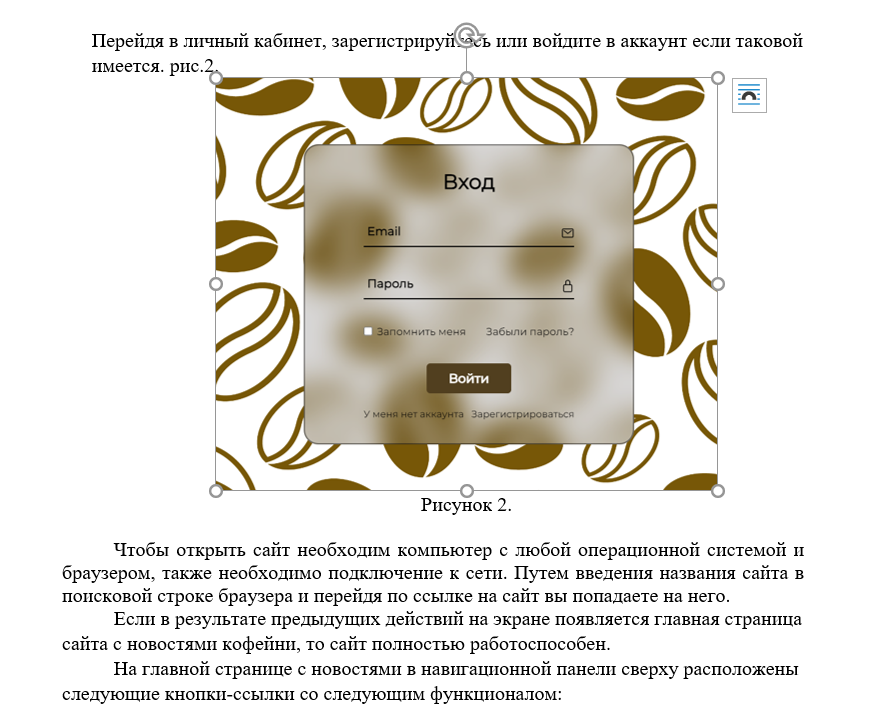 Перейдя в личный кабинет, зарегистрируйтесь или войдите в аккаунт если таковой
имеется. рис.2.
Вход
Email
Пароль
Запомнить меня Забыли пароль?
Войти
У меня нет аккаунта Зарегистрироваться
Рисунок 2.
Чтобы открыть сайт необходим компьютер с любой операционной системой и
браузером, также необходимо подключение к сети. Путем введения названия сайта в
поисковой строке браузера и перейдя по ссылке на сайт вы попадаете на него.
Если в результате предыдущих действий на экране появляется главная страница
сайта с новостями кофейни, то сайт полностью работоспособен.
На главной странице с новостями в навигационной панели сверху расположены
следующие кнопки-ссылки со следующим функционалом: